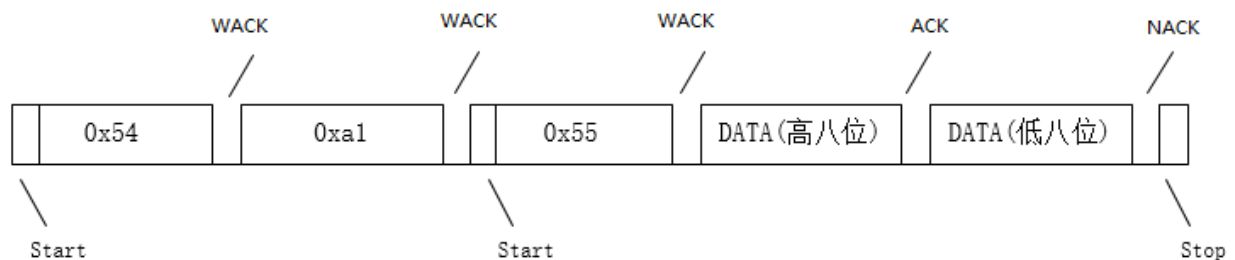 WACK WACK WACK ACK NACK
0x54 0xa1 0x55 DATA(高八位) DATA(低八位)
Start Start Stop